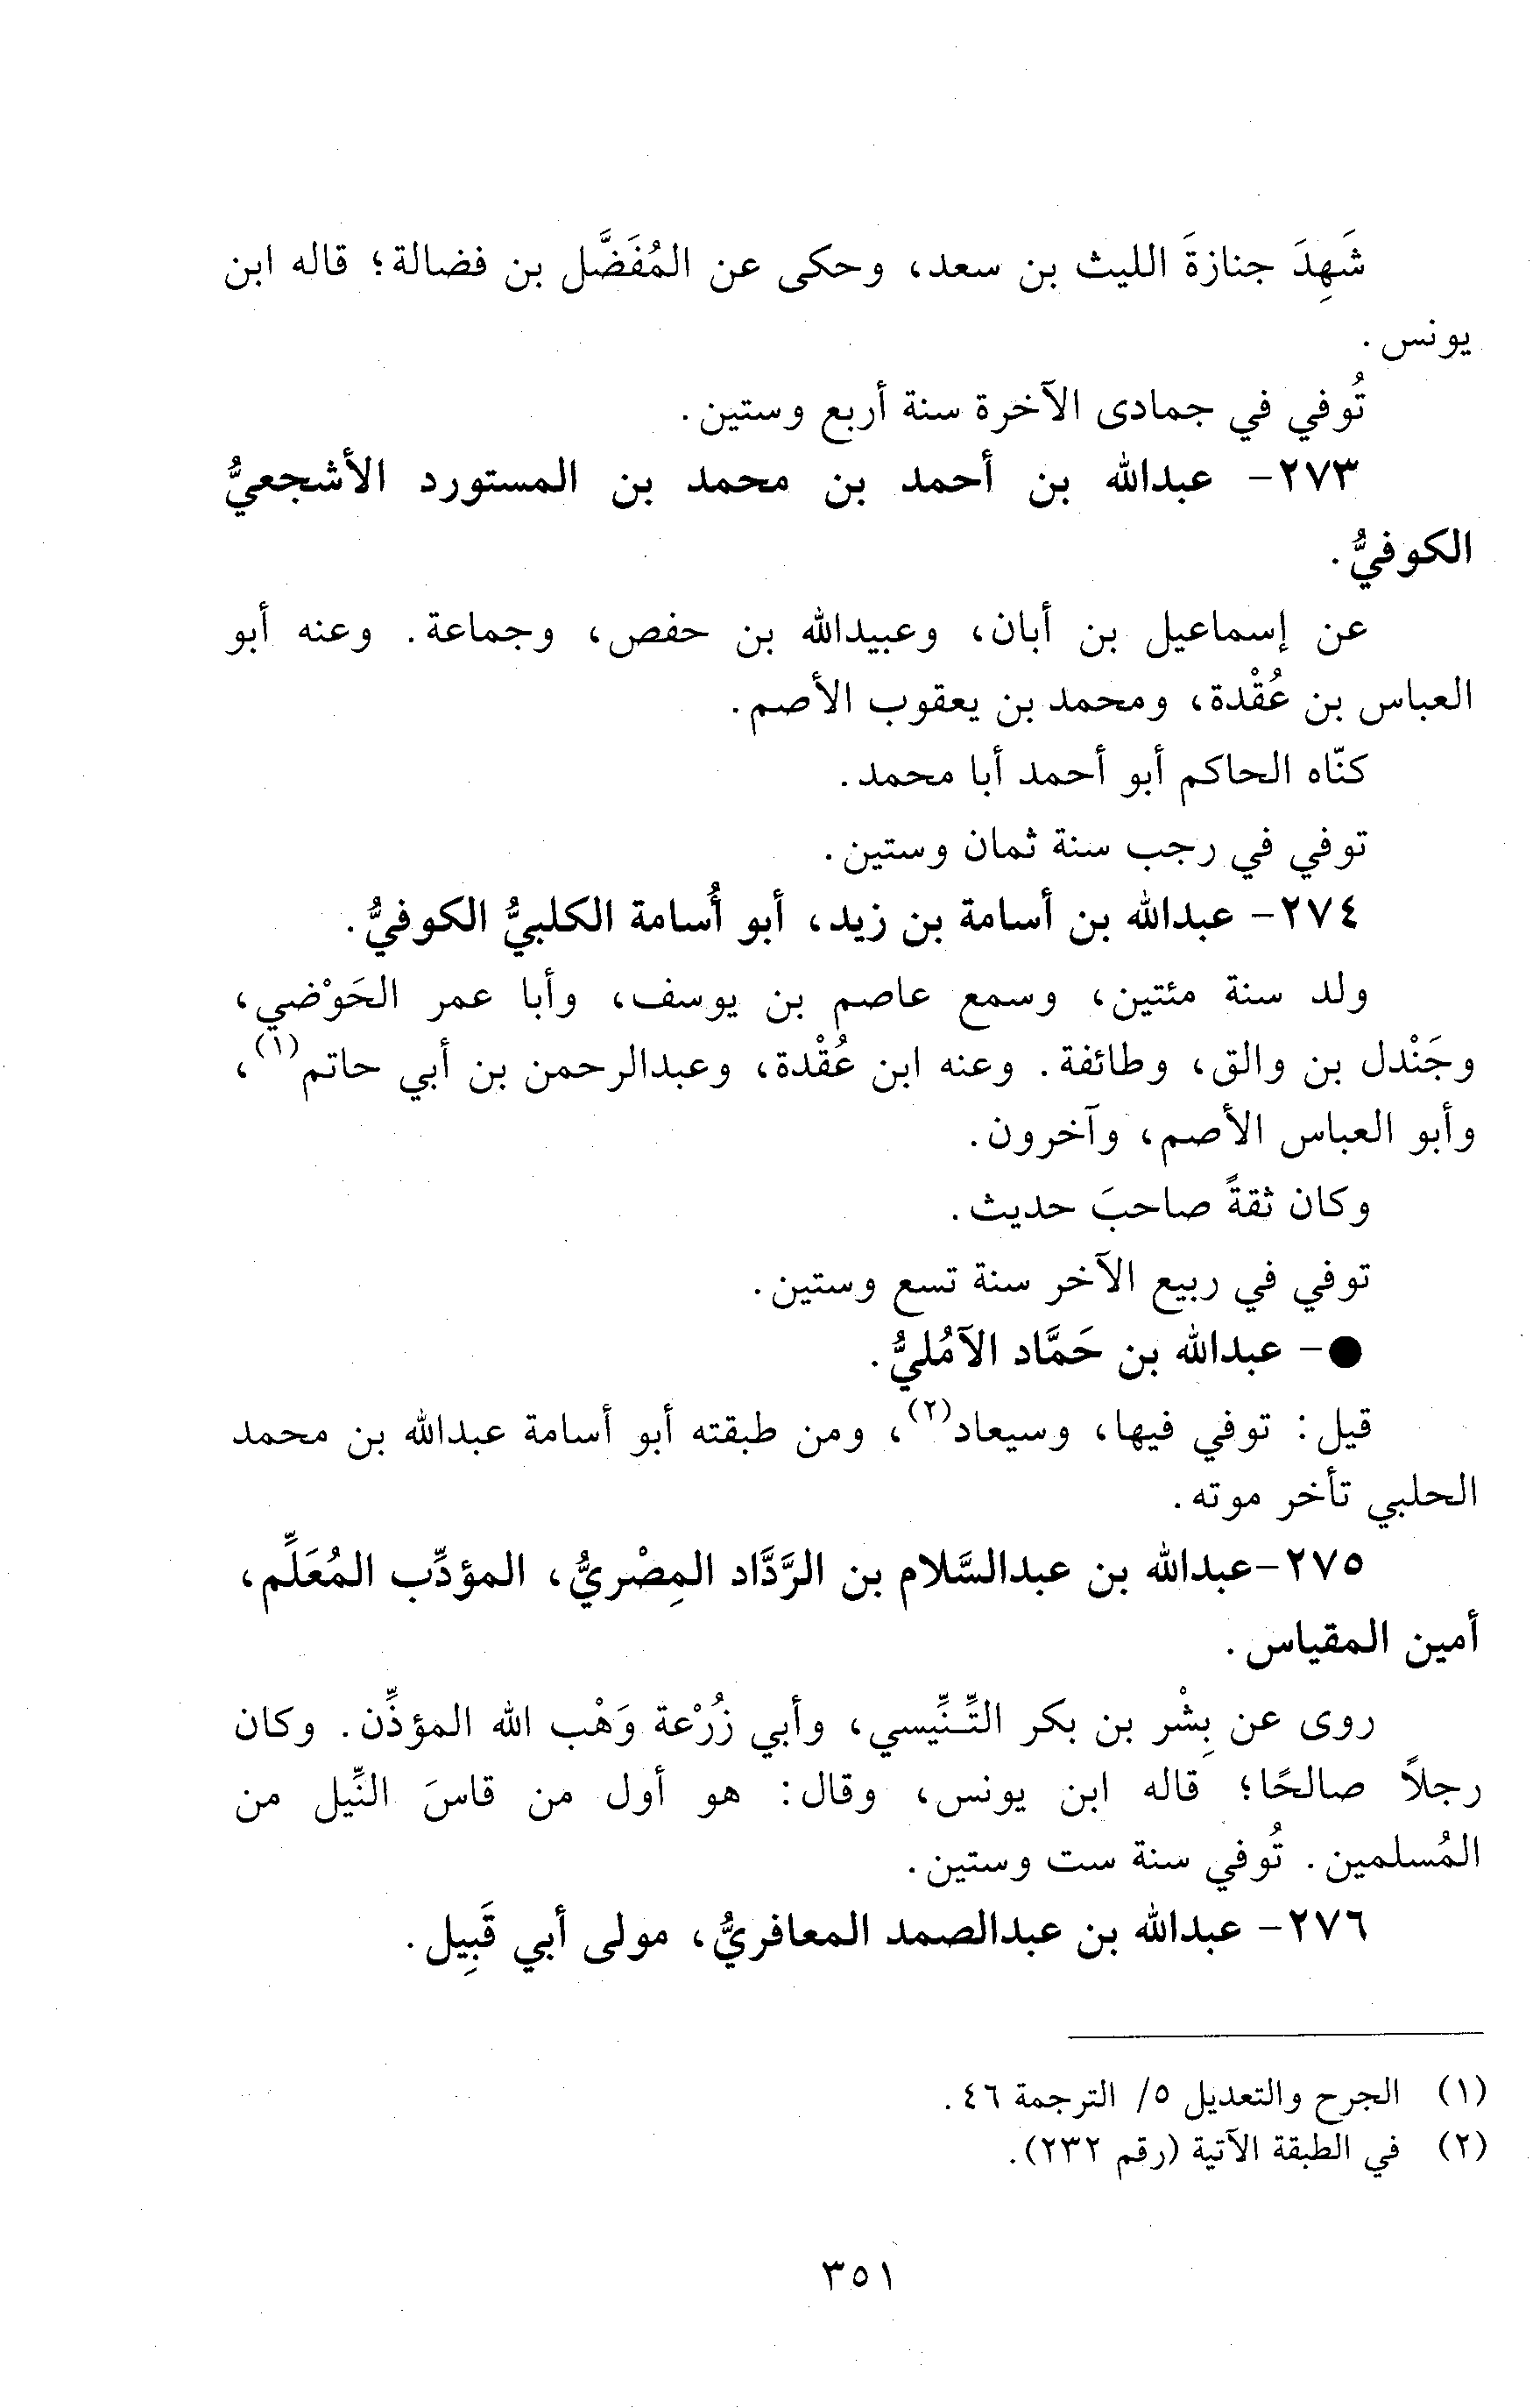 شَهِدَ جنازةَ الليث بن سعد، وحكى عن المُفَضَّل بن فضالة؛ قاله ابن
يونس.
تُوفي في جمادى الآخرة سنة أربع وستين.
٢٧٣- عبدالله بن أحمد بن محمد بن المستورد الأشجعيُّ
الكوفيُّ.
عن إسماعيل بن أبان، وعبيدالله بن حفص، وجماعة. وعنه أبو
العباس بن عُقْدة، ومحمد بن يعقوب الأصم.
كنّاه الحاكم أبو أحمد أبا محمد.
توفي في رجب سنة ثمان وستين.
٢٧٤- عبدالله بن أسامة بن زيد، أبو أُسامة الكلبيُّ الكوفيُّ.
ولد سنة مئتين، وسمع عاصم بن يوسف، وأبا عمر الحَوْضي،
وجَنْدل بن والق، وطائفة. وعنه ابن عُقْدة، وعبدالرحمن بن أبي حاتم(١)،
وأبو العباس الأصم، وآخرون.
وكان ثقةً صاحبَ حديث.
توفي في ربيع الآخر سنة تسع وستين.
●- عبدالله بن حَمَّاد الآمُليُّ.
قيل: توفي فيها، وسيعاد(٢)، ومن طبقته أبو أسامة عبدالله بن محمد
الحلبي تأخر موته.
٢٧٥-عبدالله بن عبدالسَّلام بن الرَّدَّاد المِصْريُّ، المؤدِّب المُعَلِّم،
أمين المقياس.
روى عن بِشْر بن بكر التِّنِّيسي، وأبي زُرْعة وَهْب الله المؤذِّن. وكان
رجلاً صالحًا؛ قاله ابن يونس، وقال: هو أول من قاسَ النِّيل من
المُسلمين. تُوفي سنة ست وستين.
٢٧٦- عبدالله بن عبدالصمد المعافريُّ، مولى أبي قَبِيل.
(١) الجرح والتعديل ٥/ الترجمة ٤٦.
(٢) في الطبقة الآتية (رقم ٢٣٢).
٣٥١